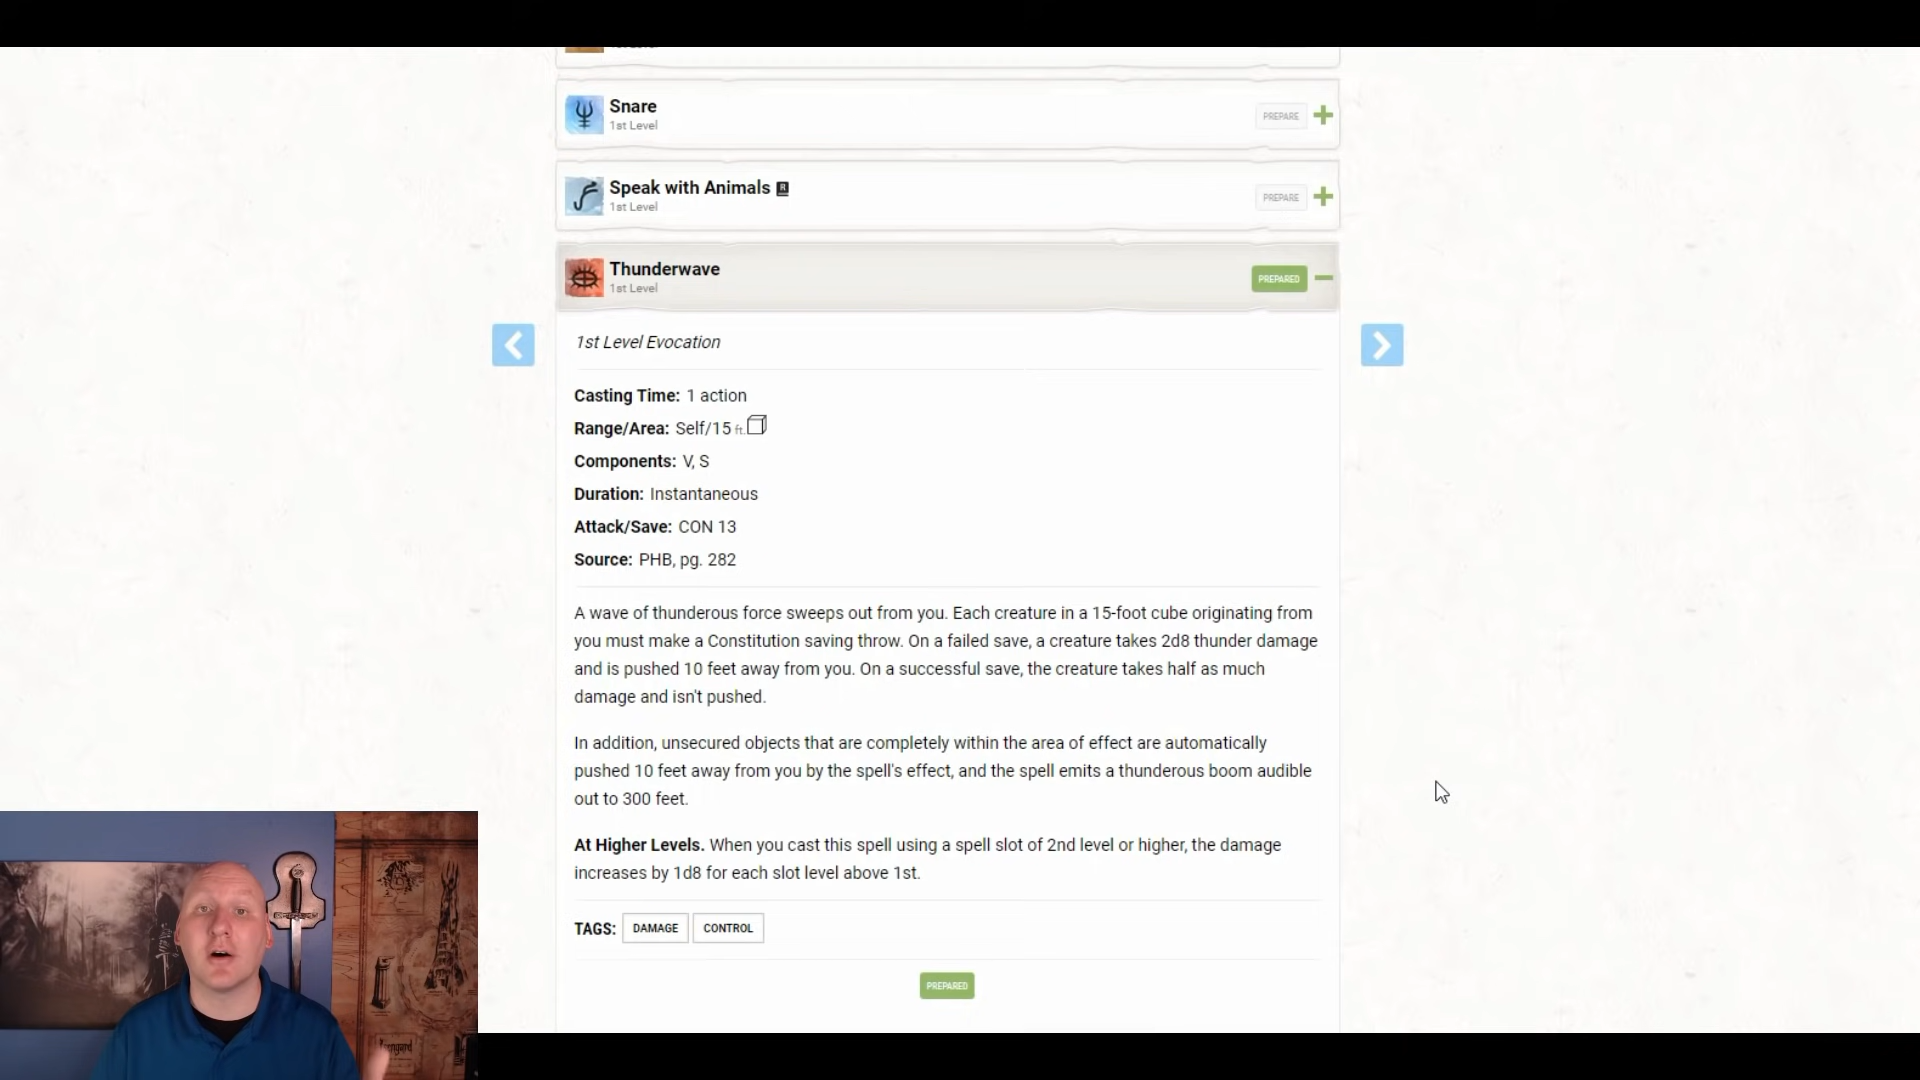 Snare
1st Level
PREPARE
Speak with Animals
1st Level
PREPARE
Thunderwave
1st Level
PREPARED
1st Level Evocation
Casting Time: 1 action
Range/Area: Self/15 ft.
Components: V, S
Duration: Instantaneous
Attack/Save: CON 13
Source: PHB, pg. 282
A wave of thunderous force sweeps out from you. Each creature in a 15-foot cube originating from
you must make a Constitution saving throw. On a failed save, a creature takes 2d8 thunder damage
and is pushed 10 feet away from you. On a successful save, the creature takes half as much
damage and isn't pushed.
In addition, unsecured objects that are completely within the area of effect are automatically
pushed 10 feet away from you by the spell's effect, and the spell emits a thunderous boom audible
out to 300 feet.
At Higher Levels. When you cast this spell using a spell slot of 2nd level or higher, the damage
increases by 1d8 for each slot level above 1st.
TAGS: DAMAGE CONTROL
PREPARED